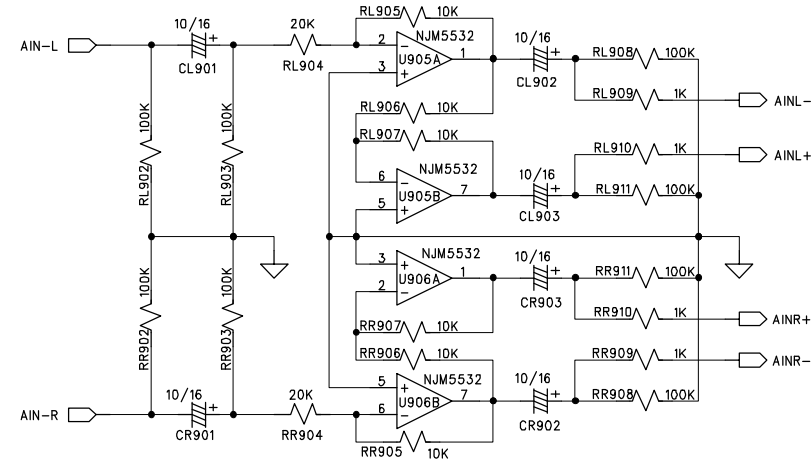 RL905 10K
10/16 20K NJM5532 10/16
AIN-L + 2 − 1 + RL908 100K
U905A
CL901 RL904 3 + CL902
RL909 1K AINL-
RL906 10K
100K 100K RL907 10K
RL910 1K AINL+
NJM5532 10/16
RL902 RL903 6 − 7 + RL911 100K
U905B
5 + CL903
NJM5532 10/16
3 + 1 + RR911 100K
U906A
100K 100K 2 − CR903
RR910 1K AINR+
RR902 RR903 RR907 10K
RR906 10K RR909 1K AINR-
NJM5532 10/16
10/16 20K 5 + 7 + RR908 100K
U906B
AIN-R + 6 − CR902
CR901 RR904
RR905 10K